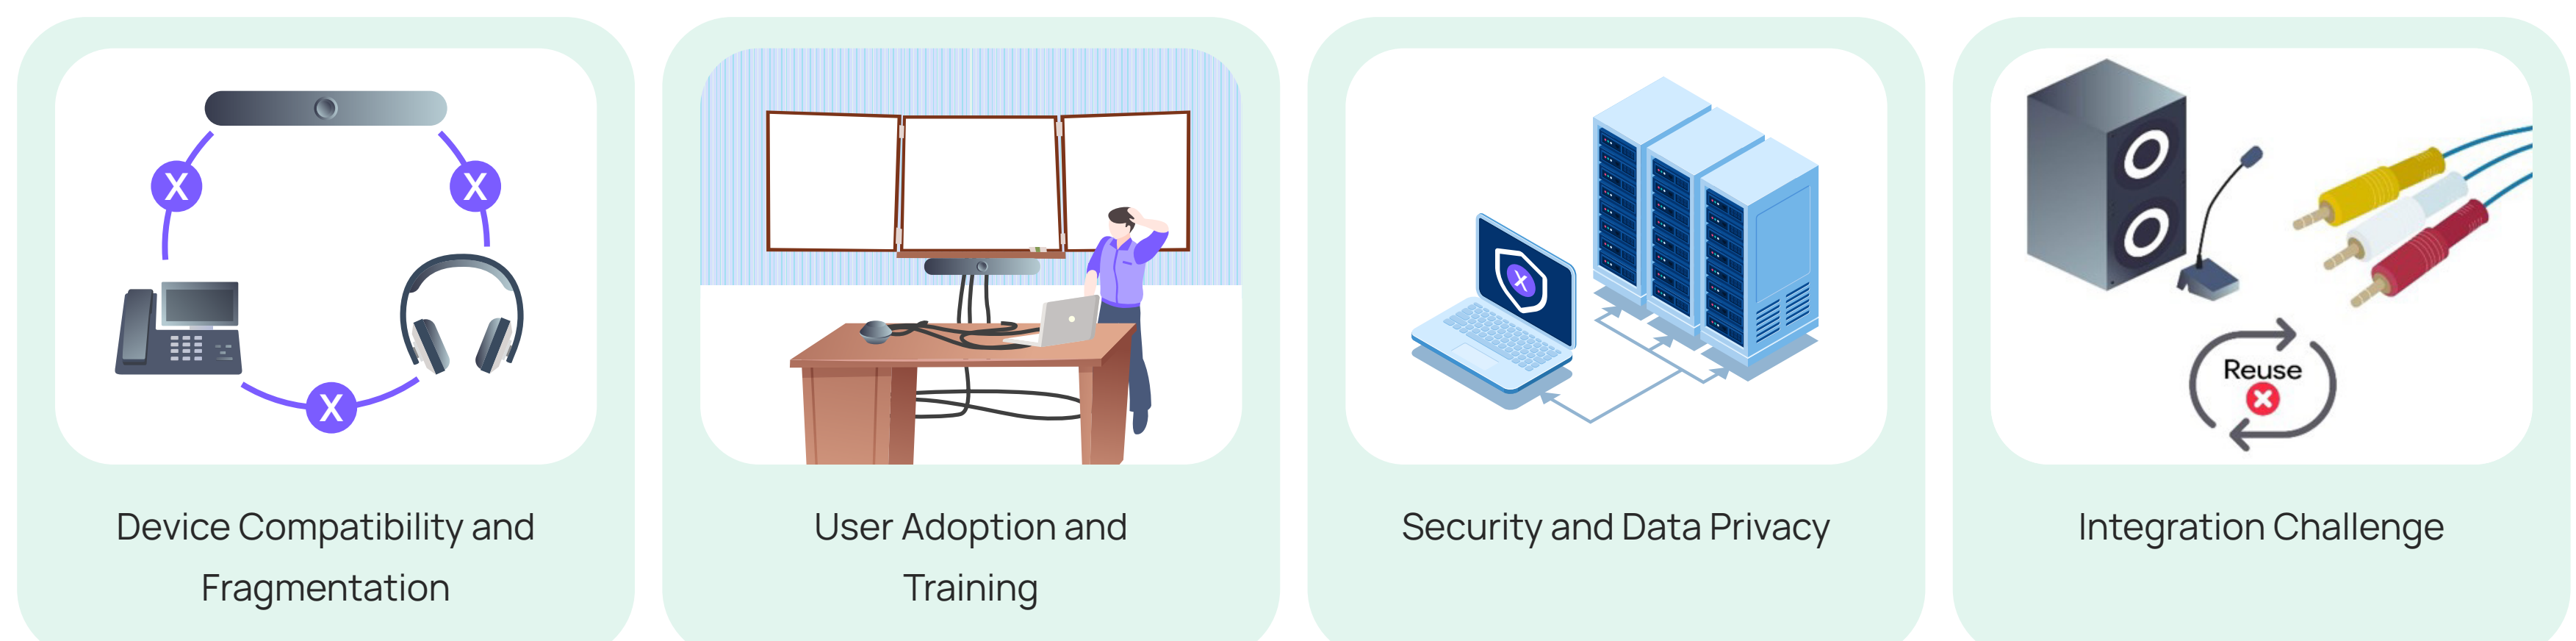 X
X
X
Device Compatibility and
Fragmentation
User Adoption and
Training
X
Security and Data Privacy
Reuse
Integration Challenge